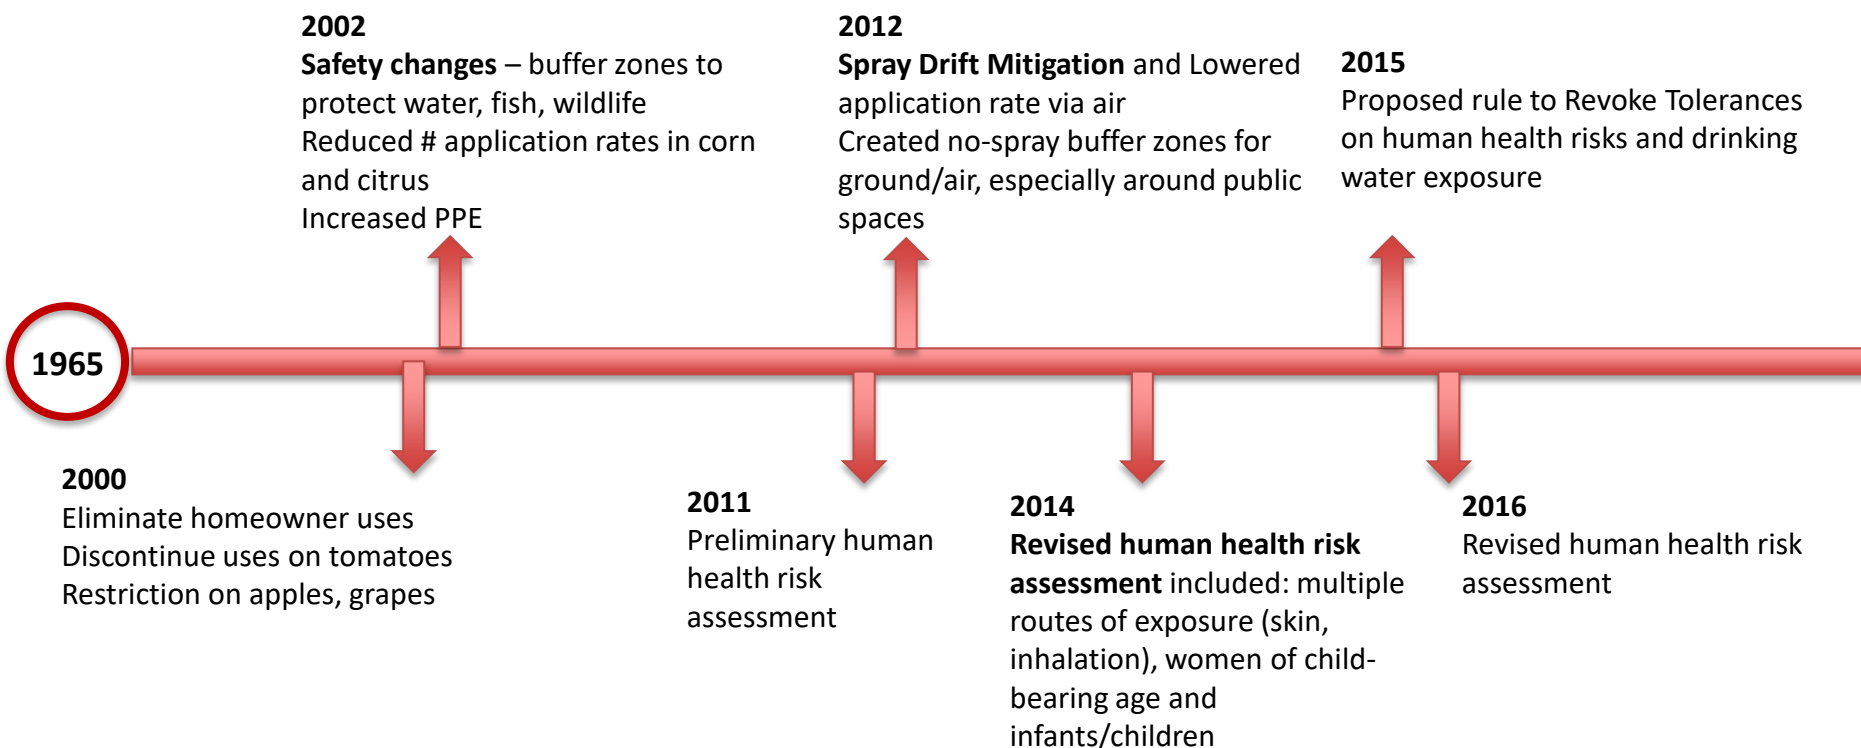 2002
Safety changes – buffer zones to
protect water, fish, wildlife
Reduced # application rates in corn
and citrus
Increased PPE
2012
Spray Drift Mitigation and Lowered
application rate via air
Created no-spray buffer zones for
ground/air, especially around public
spaces
2015
Proposed rule to Revoke Tolerances
on human health risks and drinking
water exposure
1965
2000
Eliminate homeowner uses
Discontinue uses on tomatoes
Restriction on apples, grapes
2011
Preliminary human
health risk
assessment
2014
Revised human health risk
assessment included: multiple
routes of exposure (skin,
inhalation), women of child-
bearing age and
infants/children
2016
Revised human health risk
assessment